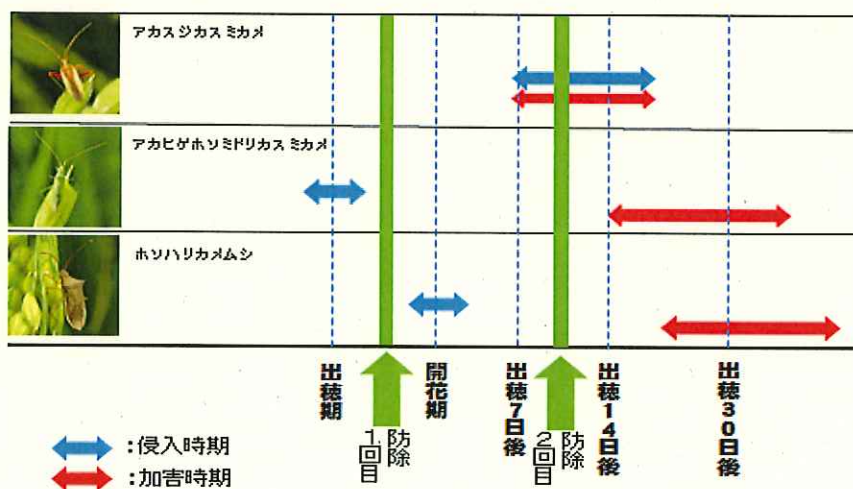 アカスジカスミカメ
アカヒゲホソミドリカスミカメ
ホソハリカメムシ
出穂期
防除
1回目
開花期
出穂7日後
防除
2回目
出穂14日後
出穂30日後
:侵入時期
:加害時期